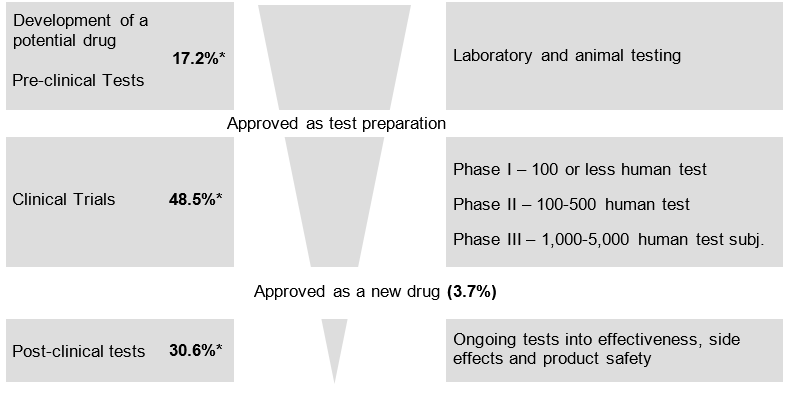 Development of a
potential drug
17.2%*
Pre-clinical Tests
Laboratory and animal testing
Approved as test preparation
Clinical Trials 48.5%*
Phase I – 100 or less human test
Phase II – 100-500 human test
Phase III – 1,000-5,000 human test subj.
Approved as a new drug (3.7%)
Post-clinical tests 30.6%*
Ongoing tests into effectiveness, side
effects and product safety